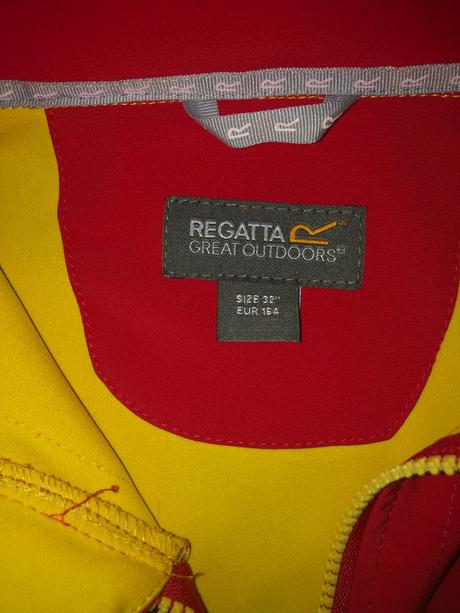 REGATTA
GREAT OUTDOORS
SIZE 32"
EUR 164